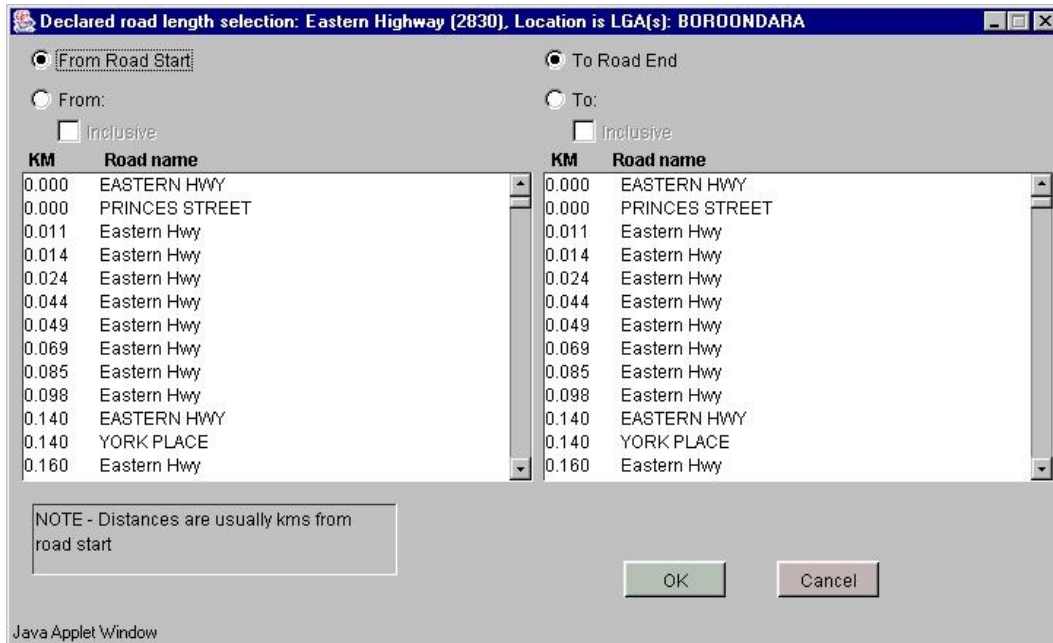 Declared road length selection: Eastern Highway (2830), Location is LGA(s): BOROONDARA
From Road Start
From:
Inclusive
KM Road name
0.000 EASTERN HWY
0.000 PRINCES STREET
0.011 Eastern Hwy
0.014 Eastern Hwy
0.024 Eastern Hwy
0.044 Eastern Hwy
0.049 Eastern Hwy
0.069 Eastern Hwy
0.085 Eastern Hwy
0.098 Eastern Hwy
0.140 EASTERN HWY
0.140 YORK PLACE
0.160 Eastern Hwy
To Road End
To:
Inclusive
KM Road name
0.000 EASTERN HWY
0.000 PRINCES STREET
0.011 Eastern Hwy
0.014 Eastern Hwy
0.024 Eastern Hwy
0.044 Eastern Hwy
0.049 Eastern Hwy
0.069 Eastern Hwy
0.085 Eastern Hwy
0.098 Eastern Hwy
0.140 EASTERN HWY
0.140 YORK PLACE
0.160 Eastern Hwy
NOTE - Distances are usually kms from
road start
OK
Cancel
Java Applet Window